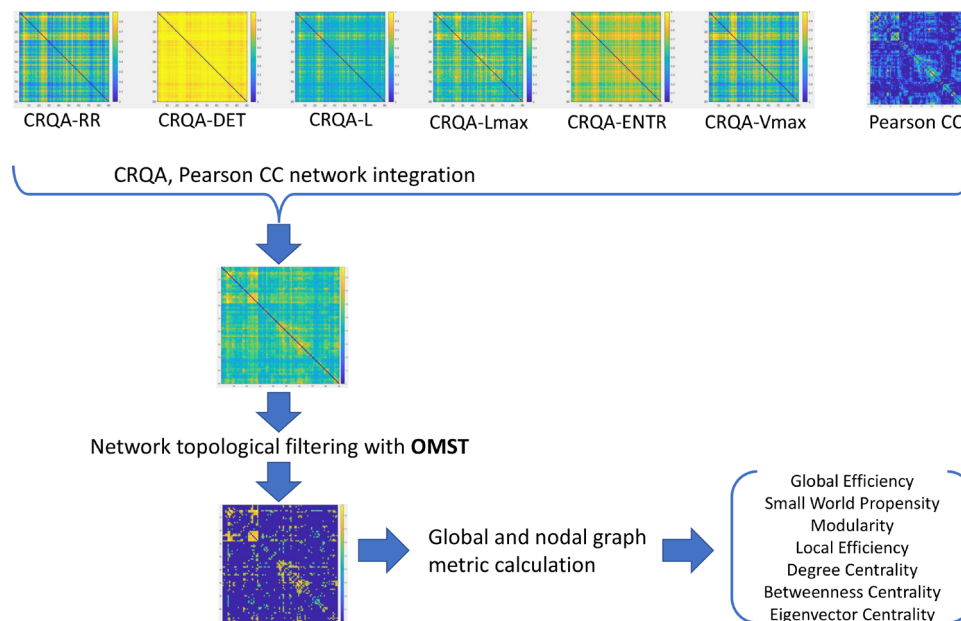 CRQA-RR
CRQA-DET
CRQA-L
CRQA-Lmax
CRQA-ENTR
CRQA-Vmax
Pearson CC
CRQA, Pearson CC network integration
Network topological filtering with OMST
Global and nodal graph
metric calculation
Global Efficiency
Small World Propensity
Modularity
Local Efficiency
Degree Centrality
Betweenness Centrality
Eigenvector Centrality